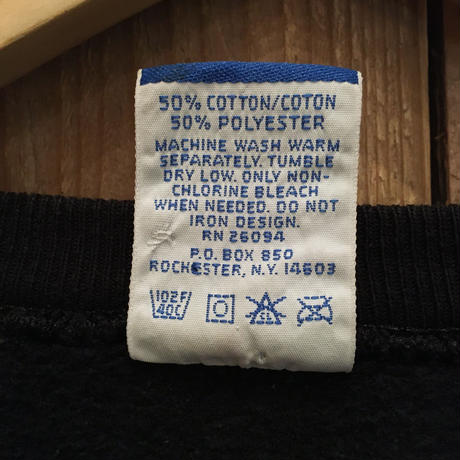 50% COTTON/COTON
50% POLYESTER
MACHINE WASH WARM
SEPARATELY. TUMBLE
DRY LOW. ONLY NON-
CHLORINE BLEACH
WHEN NEEDED. DO NOT
IRON DESIGN.
RN 26094
P.O. BOX 850
ROCHESTER, N.Y. 14603
102F
40C